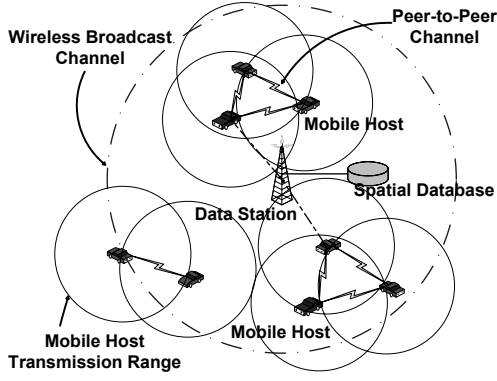 Peer-to-Peer
Channel
Wireless Broadcast
Channel
Mobile Host
Spatial Database
Data Station
Mobile Host
Mobile Host
Transmission Range